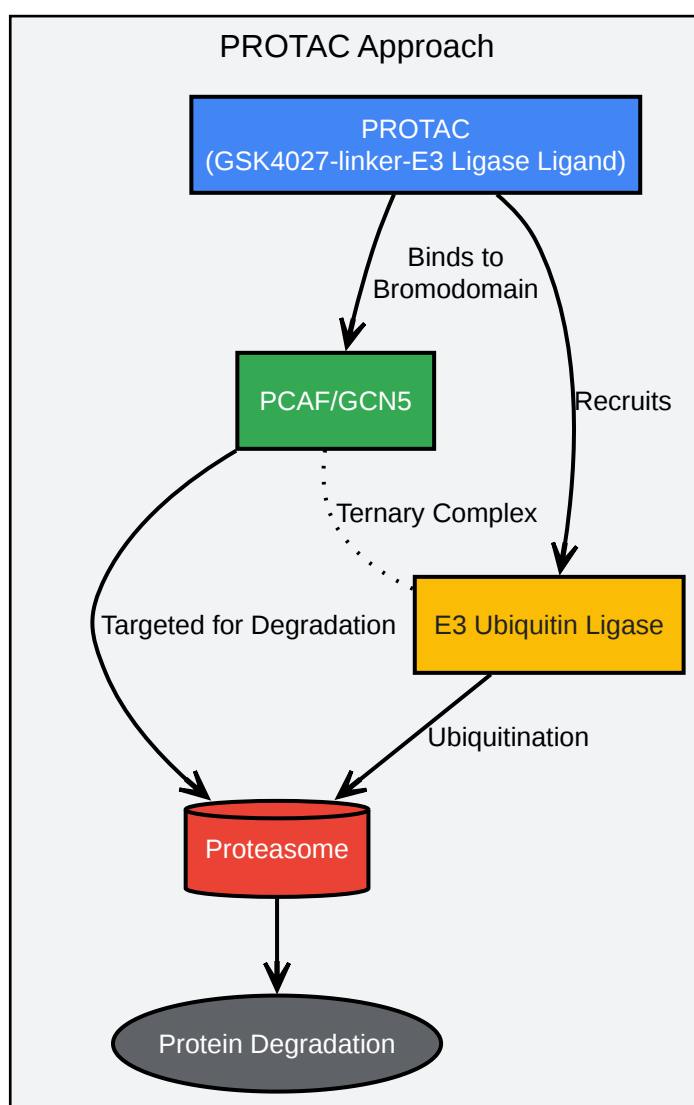 PROTAC Approach
PROTAC
(GSK4027-linker-E3 Ligase Ligand)
Binds to
Bromodomain
PCAF/GCN5
Recruits
Ternary Complex
Targeted for Degradation
E3 Ubiquitin Ligase
Ubiquitination
Proteasome
Protein Degradation